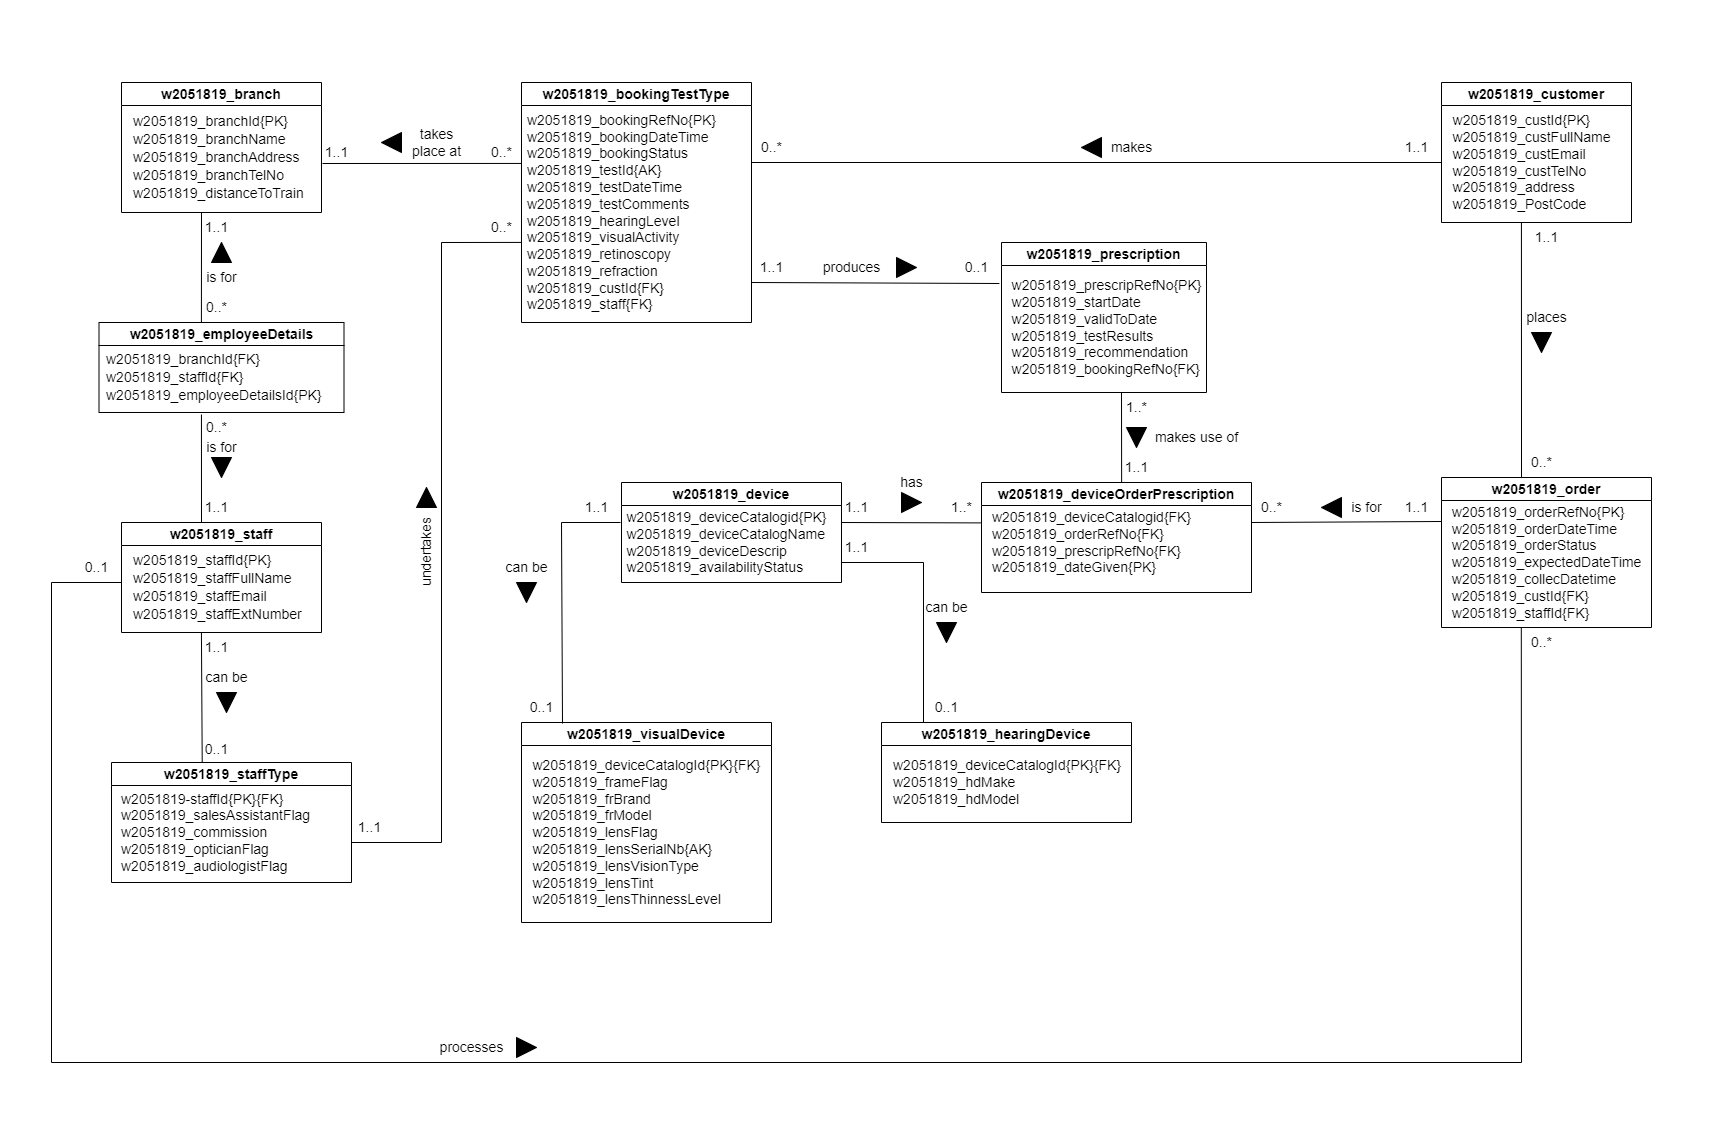 w2051819_branch
w2051819_branchId{PK}
w2051819_branchName
w2051819_branchAddress
w2051819_branchTelNo
w2051819_distanceToTrain
1..1
takes
place at
0..*
w2051819_bookingTestType
w2051819_bookingRefNo{PK}
w2051819_bookingDateTime
w2051819_bookingStatus
w2051819_testId{AK}
w2051819_testDateTime
w2051819_testComments
w2051819_hearingLevel
w2051819_visualActivity
w2051819_retinoscopy
w2051819_refraction
w2051819_custId{FK}
w2051819_staff{FK}
0..*
makes
1..1
w2051819_customer
w2051819_custId{PK}
w2051819_custFullName
w2051819_custEmail
w2051819_custTelNo
w2051819_address
w2051819_PostCode
1..1
is for
0..*
0..*
1..1
produces
0..1
w2051819_prescription
w2051819_prescripRefNo{PK}
w2051819_startDate
w2051819_validToDate
w2051819_testResults
w2051819_recommendation
w2051819_bookingRefNo{FK}
1..1
places
0..*
w2051819_employeeDetails
w2051819_branchId{FK}
w2051819_staffId{FK}
w2051819_employeeDetailsId{PK}
0..*
is for
1..1
1..*
makes use of
1..1
w2051819_staff
w2051819_staffId{PK}
w2051819_staffFullName
w2051819_staffEmail
w2051819_staffExtNumber
0..1
undertakes
1..1
w2051819_device
w2051819_deviceCatalogid{PK}
w2051819_deviceCatalogName
w2051819_deviceDescrip
w2051819_availabilityStatus
has
1..1
1..*
1..1
w2051819_deviceOrderPrescription
w2051819_deviceCatalogid{FK}
w2051819_orderRefNo{FK}
w2051819_prescripRefNo{FK}
w2051819_dateGiven{PK}
0..*
is for
1..1
w2051819_order
w2051819_orderRefNo{PK}
w2051819_orderDateTime
w2051819_orderStatus
w2051819_expectedDateTime
w2051819_collecDatetime
w2051819_custId{FK}
w2051819_staffId{FK}
0..*
can be
can be
1..1
can be
0..1
0..1
0..1
w2051819_staffType
w2051819-staffId{PK}{FK}
w2051819_salesAssistantFlag
w2051819_commission
w2051819_opticianFlag
w2051819_audiologistFlag
1..1
w2051819_visualDevice
w2051819_deviceCatalogId{PK}{FK}
w2051819_frameFlag
w2051819_frBrand
w2051819_frModel
w2051819_lensFlag
w2051819_lensSerialNb{AK}
w2051819_lensVisionType
w2051819_lensTint
w2051819_lensThinnessLevel
w2051819_hearingDevice
w2051819_deviceCatalogId{PK}{FK}
w2051819_hdMake
w2051819_hdModel
processes